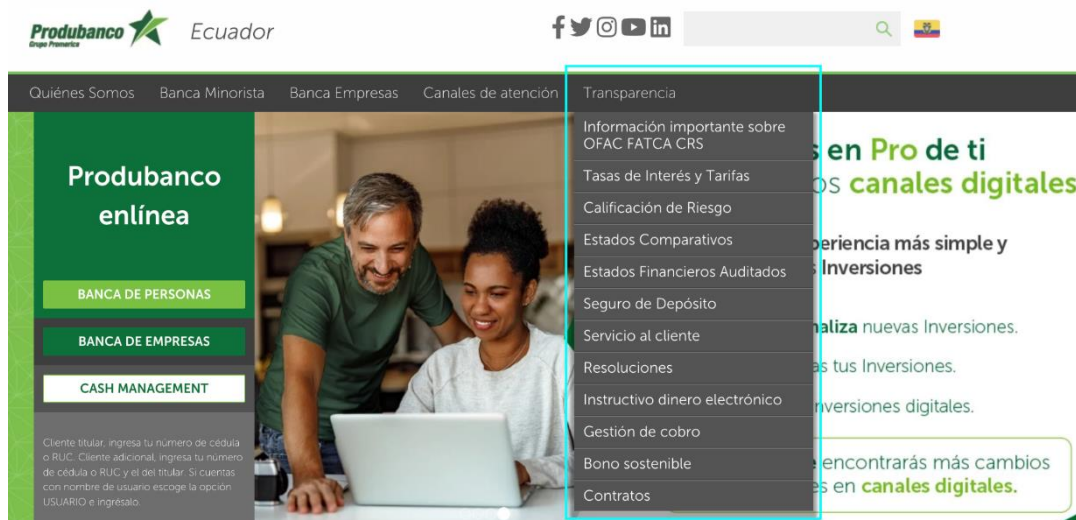 Produbanco
Grupo Promerica
Ecuador
Quiénes Somos Banca Minorista Banca Empresas Canales de atención Transparencia
Produbanco
enlínea
BANCA DE PERSONAS
BANCA DE EMPRESAS
CASH MANAGEMENT
Cliente titular, ingresa tu número de cédula
o RUC. Cliente adicional, ingresa tu número
de cédula o RUC y el del titular. Si cuentas
con nombre de usuario escoge la opción
USUARIO e ingrésalo.
Información importante sobre
OFAC FATCA CRS
Tasas de Interés y Tarifas
Calificación de Riesgo
Estados Comparativos
Estados Financieros Auditados
Seguro de Depósito
Servicio al cliente
Resoluciones
Instructivo dinero electrónico
Gestión de cobro
Bono sostenible
Contratos
en Pro de ti
canales digitales
más simple y
Inversiones
nuevas Inversiones.
tus Inversiones.
digitales.
encontrarás más cambios
en canales digitales.